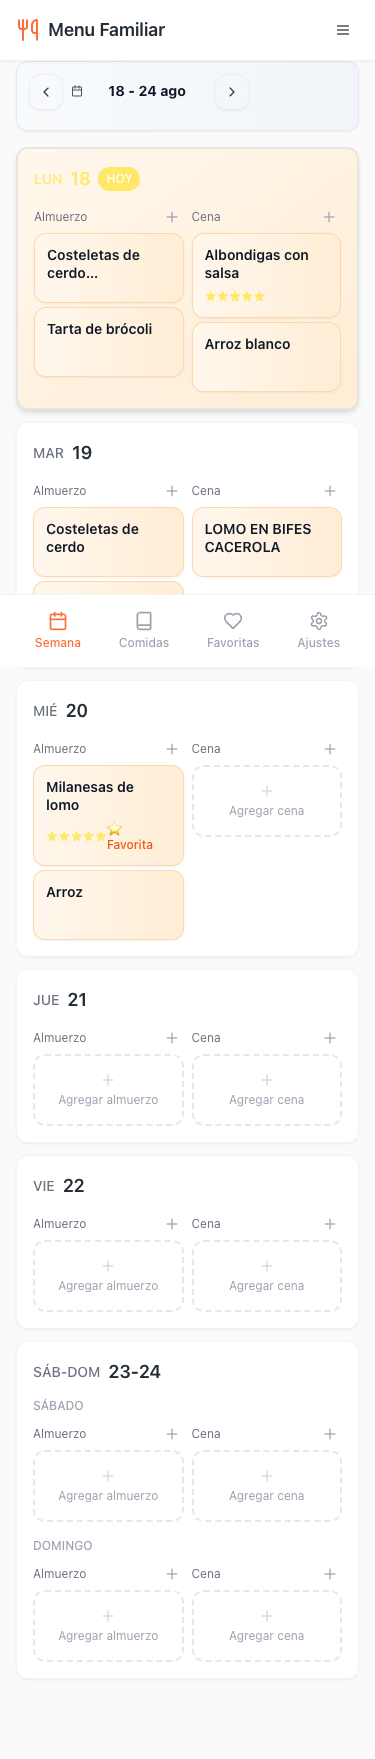 Menu Familiar
18 - 24 ago
LUN 18 HOY
Almuerzo
Cena
Costeletas de
cerdo...
Albondigas con
salsa
Tarta de brócoli
Arroz blanco
MAR 19
Almuerzo
Cena
Costeletas de
cerdo
LOMO EN BIFES
CACEROLA
Semana
Comidas
Favoritas
Ajustes
MIÉ 20
Almuerzo
Cena
Milanesas de
lomo
Favorita
Agregar cena
Arroz
JUE 21
Almuerzo
Cena
Agregar almuerzo
Agregar cena
VIE 22
Almuerzo
Cena
Agregar almuerzo
Agregar cena
SÁB-DOM 23-24
SÁBADO
Almuerzo
Cena
Agregar almuerzo
Agregar cena
DOMINGO
Almuerzo
Cena
Agregar almuerzo
Agregar cena